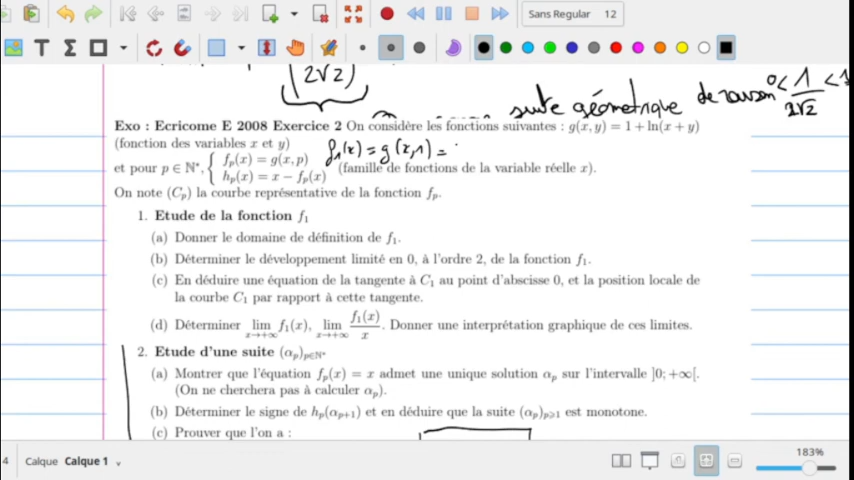 Sans Regular 12
2√2
suite géometrique de raison 0 < 1/2√2 < 1
Exo : Ecricome E 2008 Exercice 2 On considère les fonctions suivantes : g(x, y) = 1 + ln(x + y)
(fonction des variables x et y)
f₁(x) = g(x,1) =
et pour p ∈ ℕ*, { fₚ(x) = g(x, p)
hₚ(x) = x − fₚ(x) (famille de fonctions de la variable réelle x).
On note (Cₚ) la courbe représentative de la fonction fₚ.
1. Etude de la fonction f₁
(a) Donner le domaine de définition de f₁.
(b) Déterminer le développement limité en 0, à l'ordre 2, de la fonction f₁.
(c) En déduire une équation de la tangente à C₁ au point d'abscisse 0, et la position locale de
la courbe C₁ par rapport à cette tangente.
(d) Déterminer lim x→+∞ f₁(x), lim x→+∞ f₁(x)/x. Donner une interprétation graphique de ces limites.
2. Etude d'une suite (αₚ)p∈ℕ*
(a) Montrer que l'équation fₚ(x) = x admet une unique solution αₚ sur l'intervalle ]0; +∞[.
(On ne cherchera pas à calculer αₚ).
(b) Déterminer le signe de hₚ(αₚ₊₁) et en déduire que la suite (αₚ)p⩾1 est monotone.
(c) Prouver que l'on a :
4 Calque Calque 1
183%